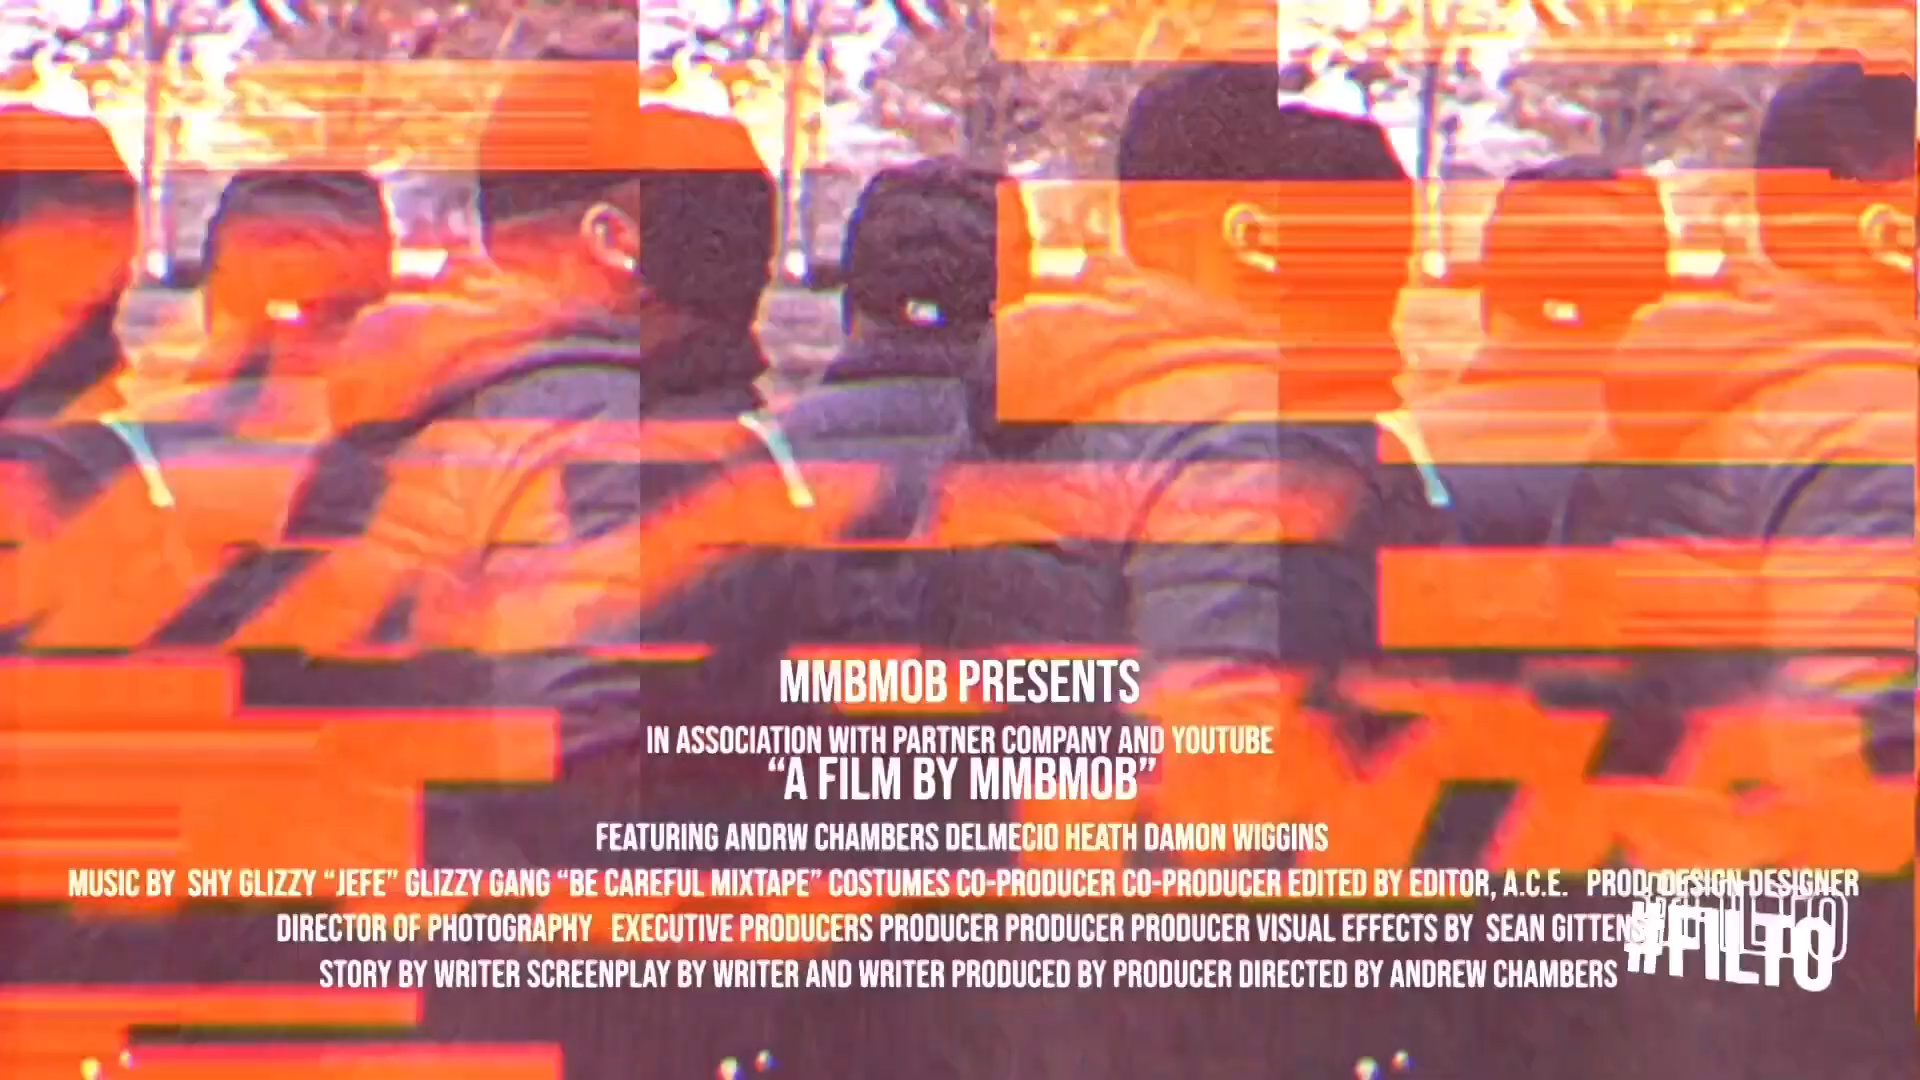 MMBMOB PRESENTS
IN ASSOCIATION WITH PARTNER COMPANY AND YOUTUBE
“A FILM BY MMBMOB”
FEATURING ANDRW CHAMBERS DELMECIO HEATH DAMON WIGGINS
MUSIC BY SHY GLIZZY “JEFE” GLIZZY GANG “BE CAREFUL MIXTAPE” COSTUMES CO-PRODUCER CO-PRODUCER EDITED BY EDITOR, A.C.E. PROD. DESIGN DESIGNER
DIRECTOR OF PHOTOGRAPHY EXECUTIVE PRODUCERS PRODUCER PRODUCER PRODUCER VISUAL EFFECTS BY SEAN GITTENS
STORY BY WRITER SCREENPLAY BY WRITER AND WRITER PRODUCED BY PRODUCER DIRECTED BY ANDREW CHAMBERS
#FILTO